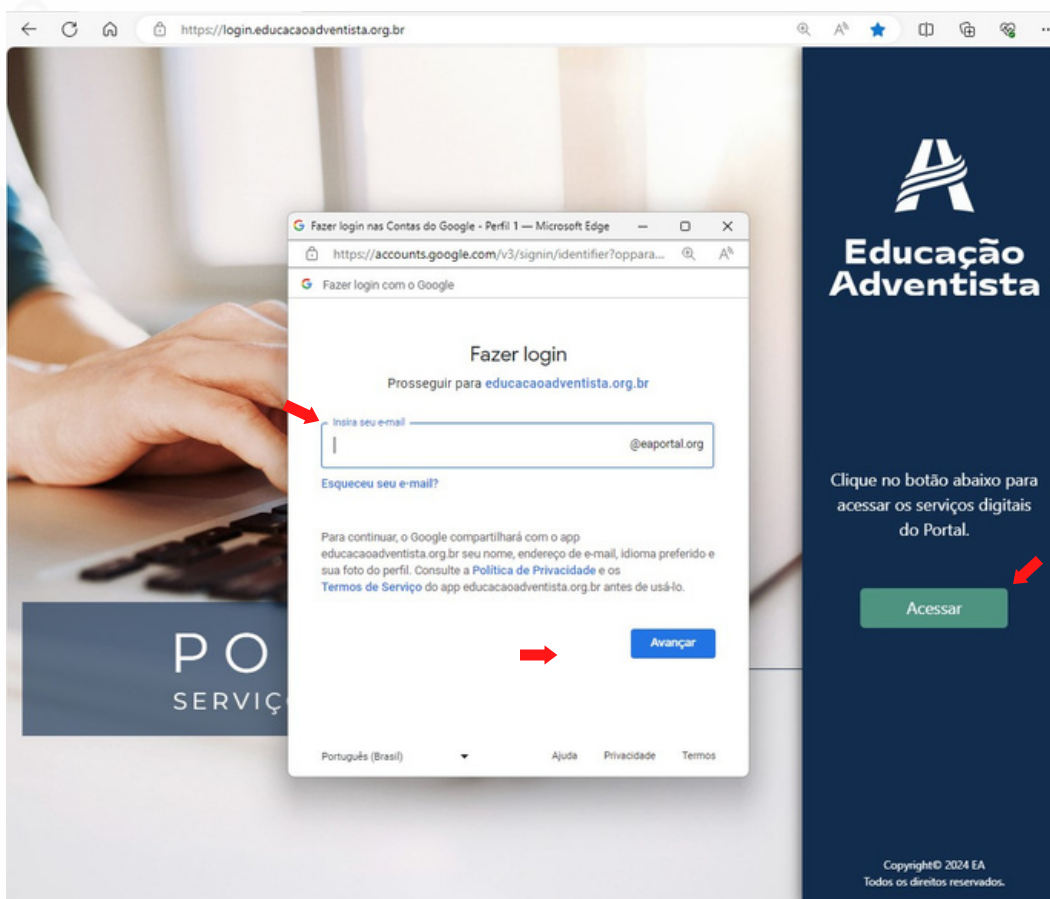 https://login.educacaoadventista.org.br
Fazer login nas Contas do Google - Perfil 1 — Microsoft Edge
https://accounts.google.com/v3/signin/identifier?oppara...
Fazer login com o Google
Fazer login
Prosseguir para educacaoadventista.org.br
Insira seu e-mail
@eaportal.org
Esqueceu seu e-mail?
Para continuar, o Google compartilhará com o app
educacaoadventista.org.br seu nome, endereço de e-mail, idioma preferido e
sua foto do perfil. Consulte a Política de Privacidade e os
Termos de Serviço do app educacaoadventista.org.br antes de usá-lo.
Avançar
Português (Brasil)
Ajuda Privacidade Termos
PO
SERVIÇ
Educação
Adventista
Clique no botão abaixo para
acessar os serviços digitais
do Portal.
Acessar
Copyright© 2024 EA
Todos os direitos reservados.